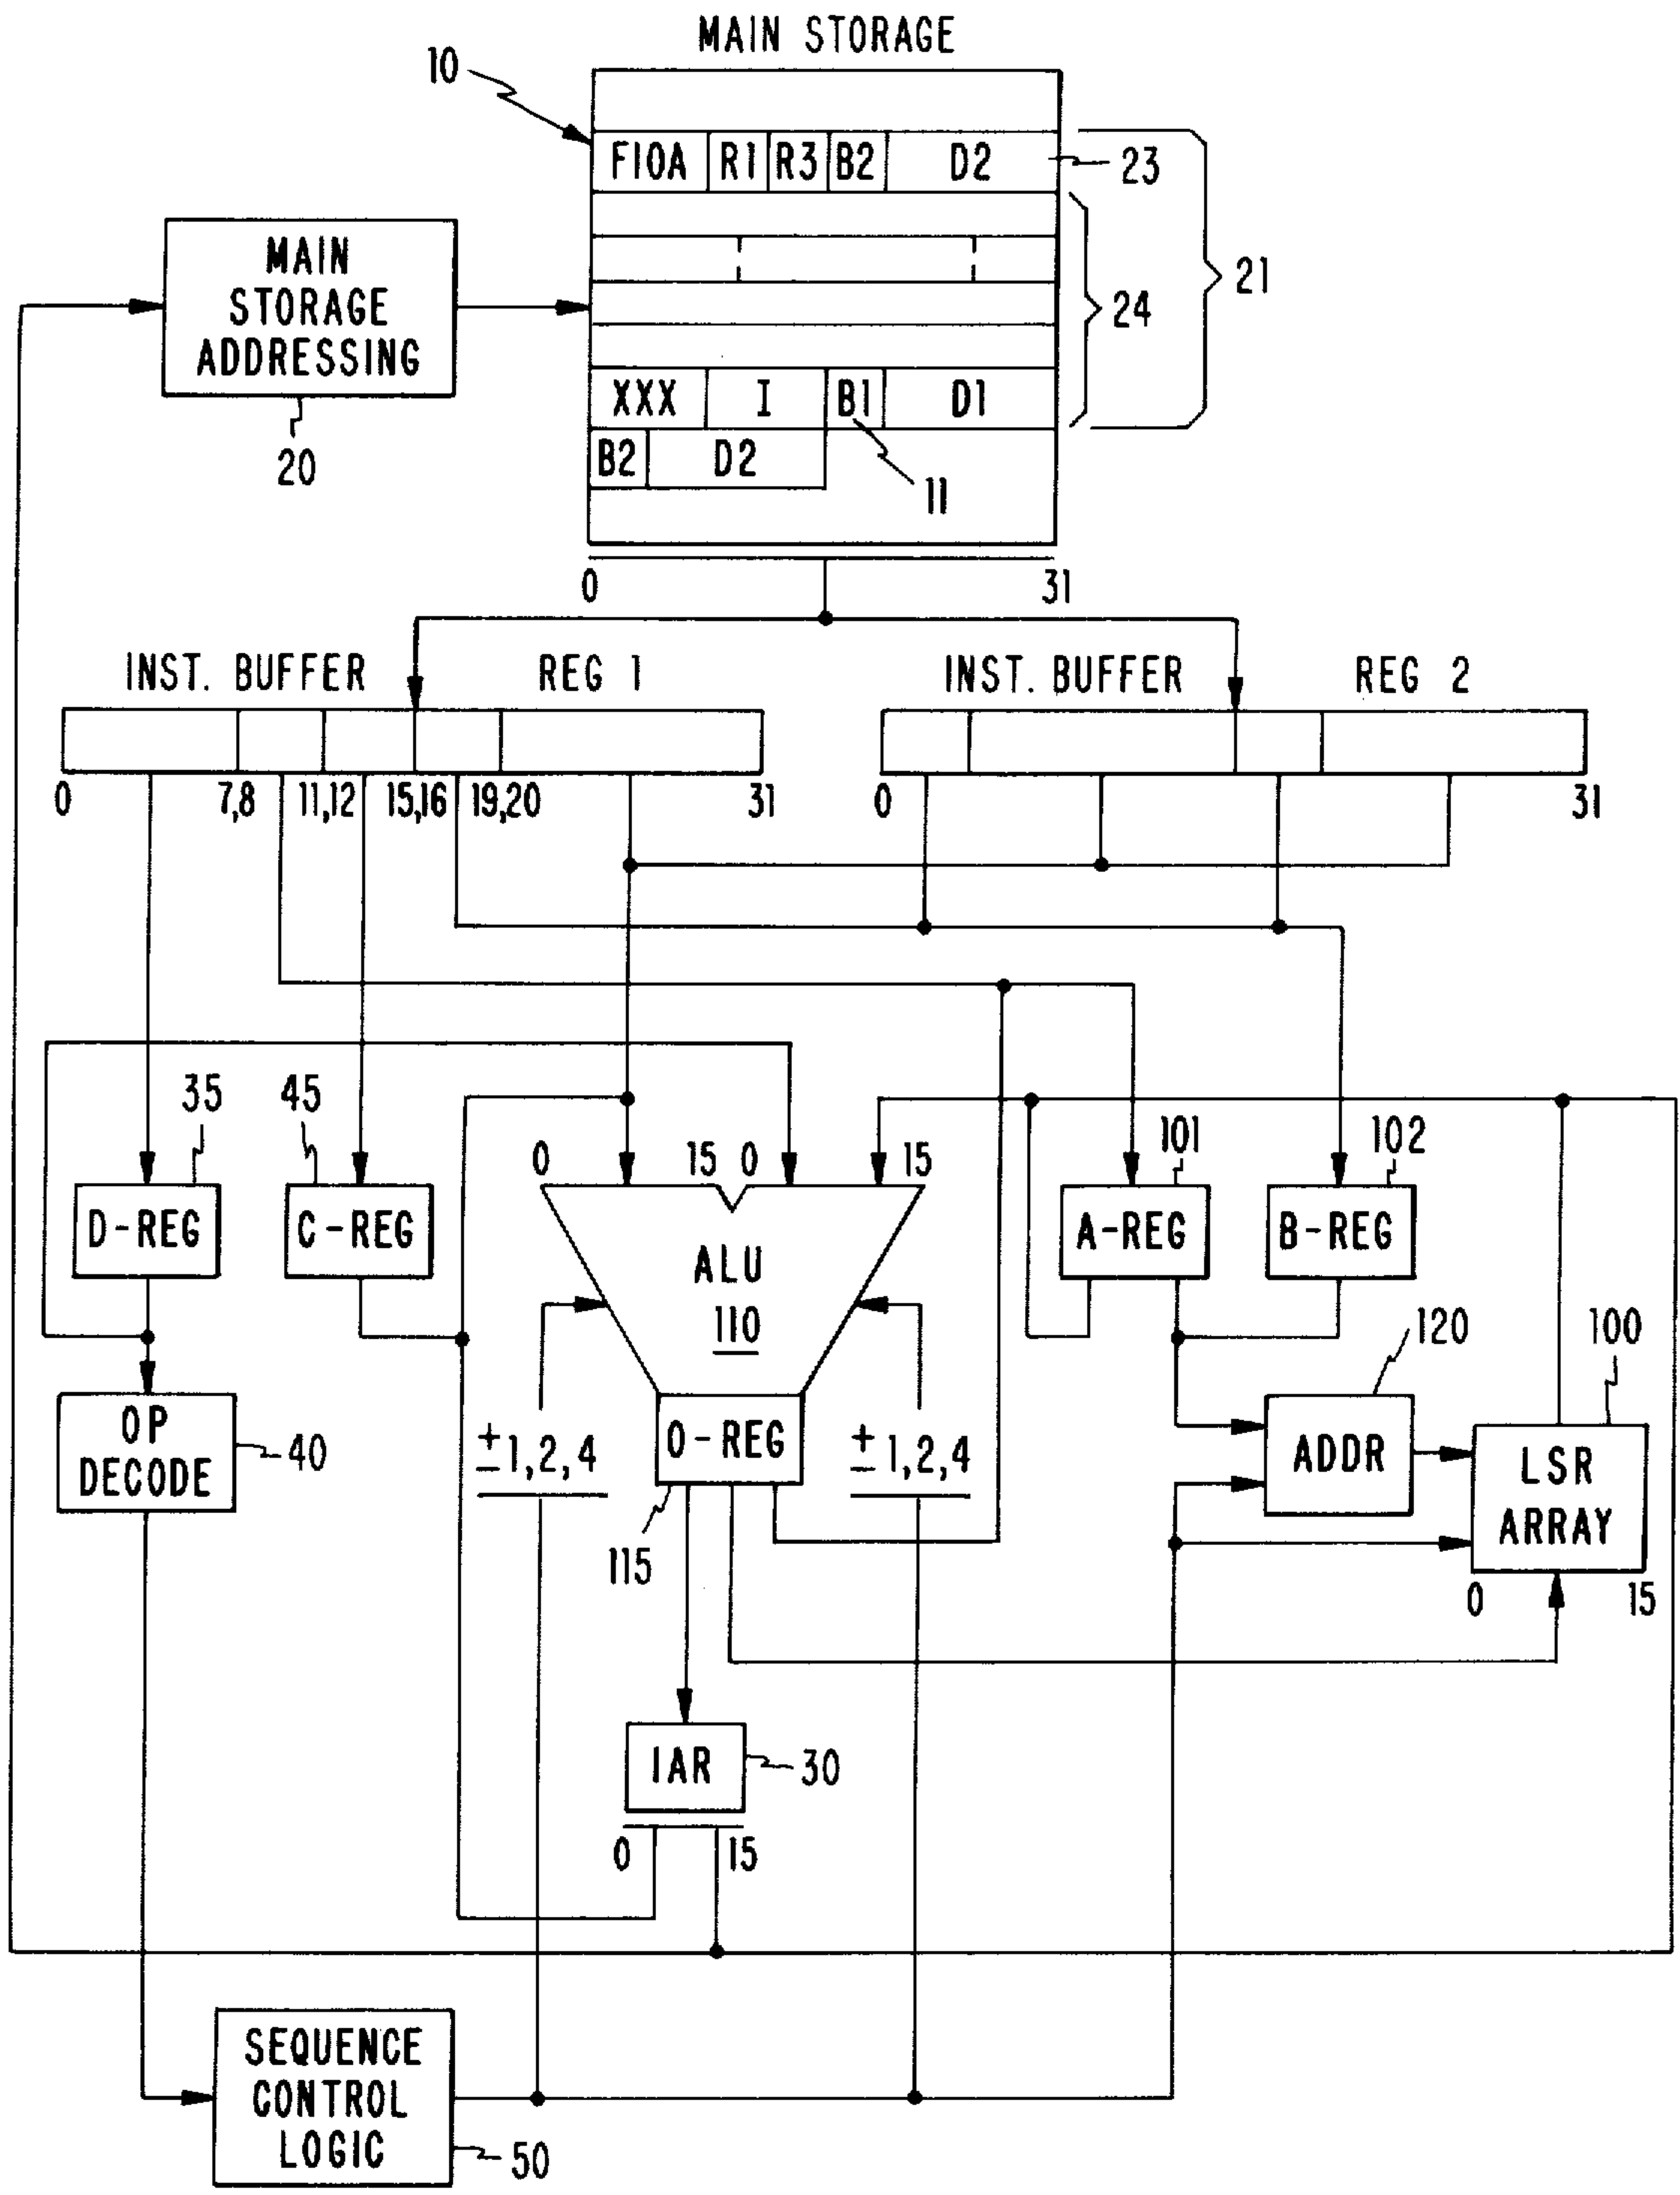 MAIN STORAGE
10
F10A R1 R3 B2 D2
23
21
24
MAIN
STORAGE
ADDRESSING
20
XXX I B1 D1
B2 D2
11
0 31
INST. BUFFER REG 1
INST. BUFFER REG 2
0 7,8 11,12 15,16 19,20 31
0 31
35
45
101
102
0 15 0 15
D-REG
C-REG
ALU
110
A-REG
B-REG
120
100
OP
DECODE
40
± 1,2,4
O-REG
± 1,2,4
115
ADDR
LSR
ARRAY
0 15
IAR
30
0 15
SEQUENCE
CONTROL
LOGIC
50